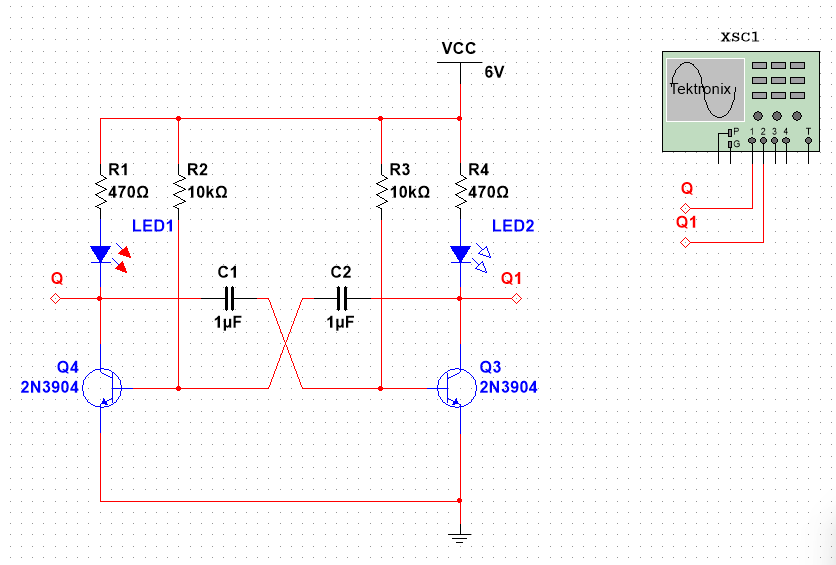 XSC1
VCC
6V
Tektronix
P
G
1 2 3 4 T
R1
470Ω
R2
10kΩ
R3
10kΩ
R4
470Ω
LED1
LED2
Q
Q1
Q
C1
1µF
C2
1µF
Q1
Q4
2N3904
Q3
2N3904